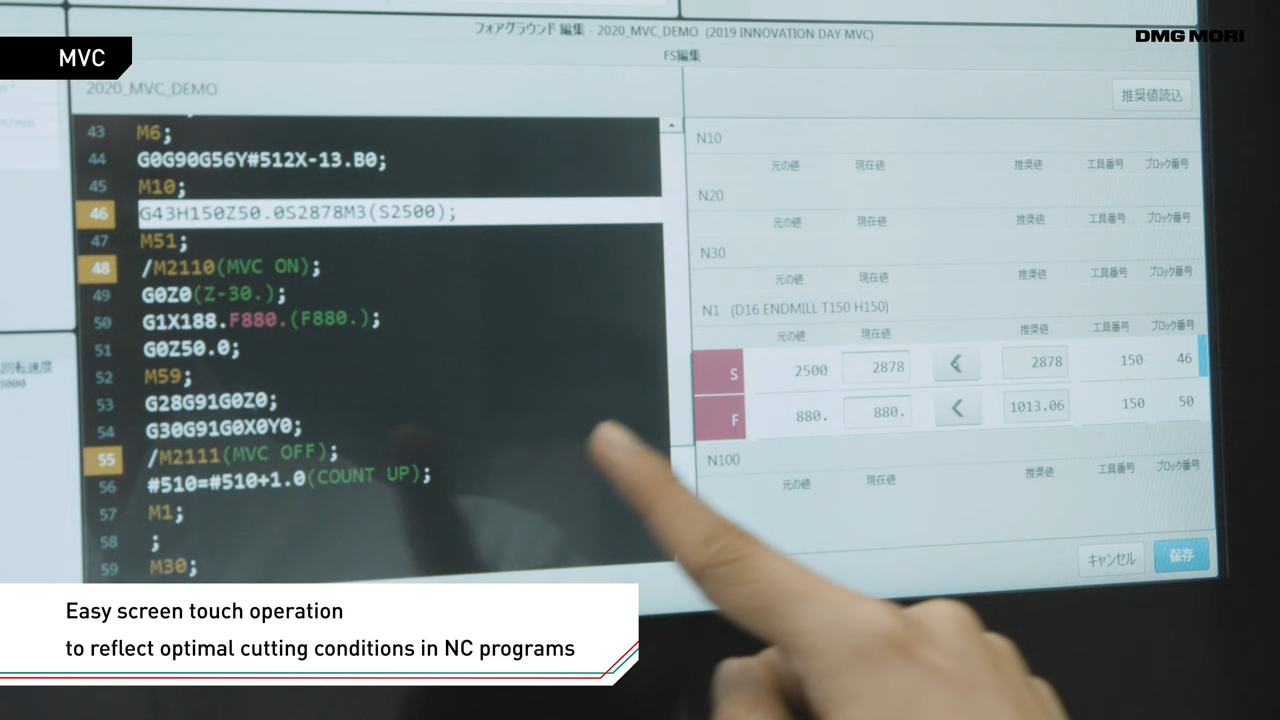 フォアグラウンド 編集 - 2020_MVC_DEMO (2019 INNOVATION DAY MVC)
DMG MORI
MVC
FS編集
2020_MVC_DEMO
推奨値読込
43 M6;
44 G0G90G56Y#512X-13.B0;
45 M10;
46 G43H150Z50.0S2878M3(S2500);
47 M51;
48 /M2110(MVC ON);
49 G0Z0(Z-30.);
50 G1X188.F880.(F880.);
51 G0Z50.0;
52 M59;
53 G28G91G0Z0;
54 G30G91G0X0Y0;
55 /M2111(MVC OFF);
56 #510=#510+1.0(COUNT UP);
57 M1;
58 ;
59 M30;
N10
元の値 現在値 推奨値 工具番号 ブロック番号
N20
元の値 現在値 推奨値 工具番号 ブロック番号
N30
元の値 現在値 推奨値 工具番号 ブロック番号
N1 (D16 ENDMILL T150 H150)
元の値 現在値 推奨値 工具番号 ブロック番号
S 2500 2878 2878 150 46
F 880. 880. 1013.06 150 50
N100
元の値 現在値 推奨値 工具番号 ブロック番号
キャンセル 保存
回転速度
Easy screen touch operation
to reflect optimal cutting conditions in NC programs